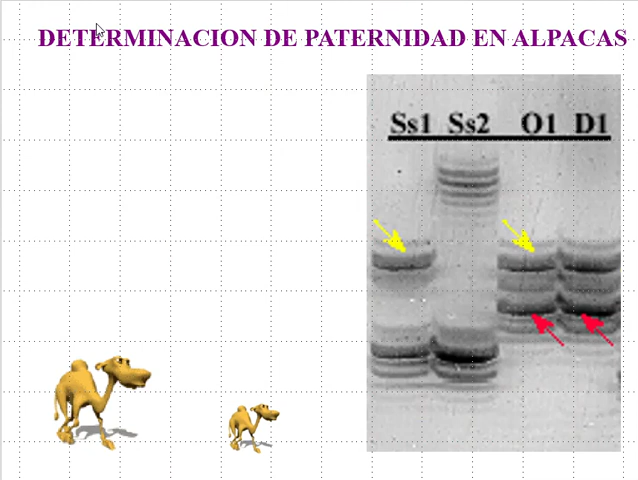 DETERMINACION DE PATERNIDAD EN ALPACAS
Ss1 Ss2 O1 D1